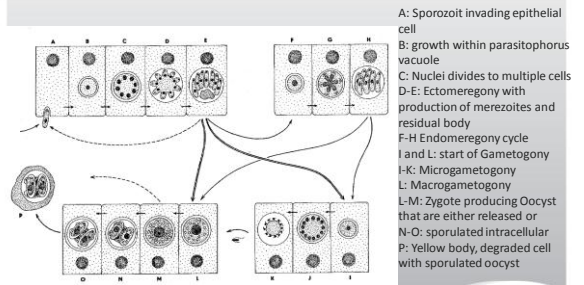 A B C D E
F G H
A: Sporozoit invading epithelial
cell
B: growth within parasitophorus
vacuole
C: Nuclei divides to multiple cells
D-E: Ectomeregony with
production of merezoites and
residual body
F-H Endomeregony cycle
I and L: start of Gametogony
I-K: Microgametogony
L: Macrogametogony
L-M: Zygote producing Oocyst
that are either released or
N-O: sporulated intracellular
P: Yellow body, degraded cell
with sporulated oocyst
P
O N M L
K J I